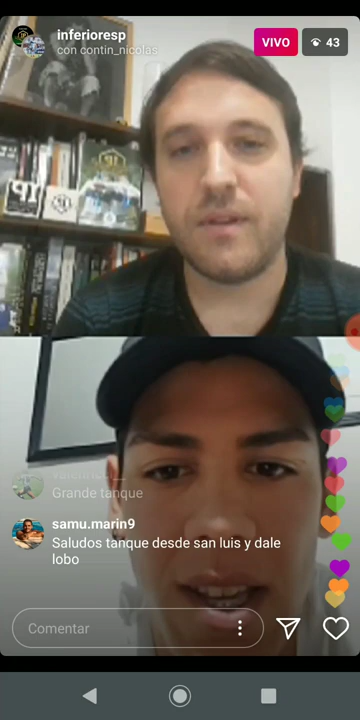 inferioresp
con contin_nicolas
VIVO
43
Grande tanque
samu.marin9
Saludos tanque desde san luis y dale
lobo
Comentar